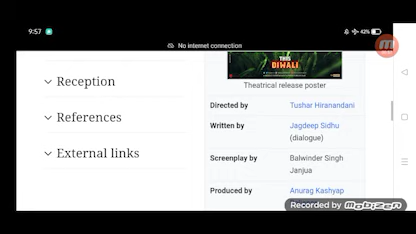 9:57
42%
No internet connection
THIS
DIWALI
Theatrical release poster
Reception
References
External links
Directed by
Tushar Hiranandani
Written by
Jagdeep Sidhu
(dialogue)
Screenplay by
Balwinder Singh
Janjua
Produced by
Anurag Kashyap
Recorded by
MOBIZEN